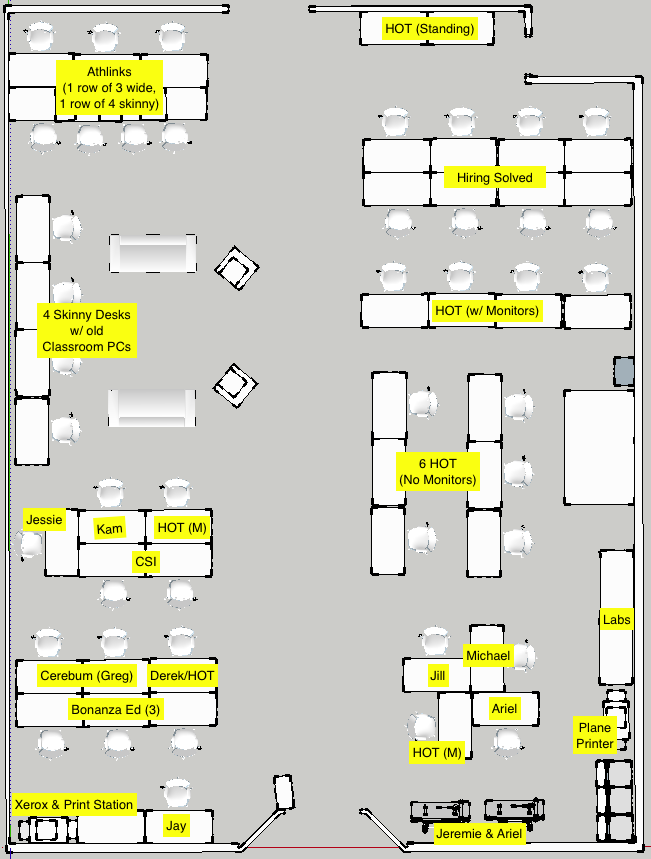 HOT (Standing)
Athlinks
(1 row of 3 wide,
1 row of 4 skinny)
Hiring Solved
4 Skinny Desks
w/ old
Classroom PCs
HOT (w/ Monitors)
6 HOT
(No Monitors)
Jessie
Kam
HOT (M)
CSI
Labs
Michael
Jill
Ariel
HOT (M)
Cerebum (Greg)
Derek/HOT
Bonanza Ed (3)
Plane
Printer
Xerox & Print Station
Jay
Jeremie & Ariel